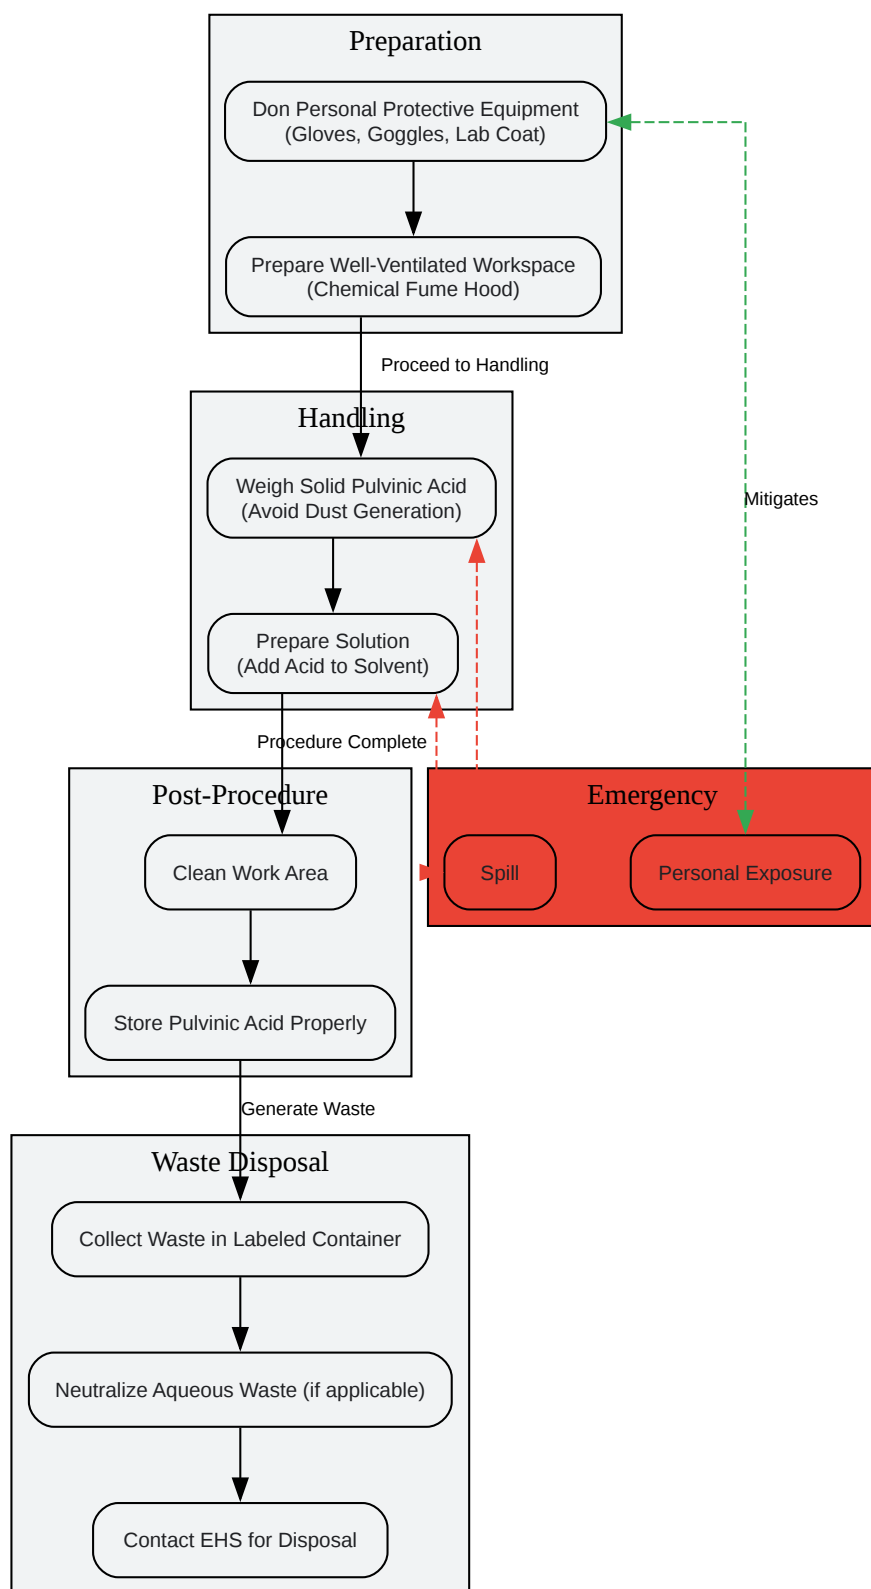 Preparation
Don Personal Protective Equipment
(Gloves, Goggles, Lab Coat)
Prepare Well-Ventilated Workspace
(Chemical Fume Hood)
Proceed to Handling
Handling
Weigh Solid Pulvinic Acid
(Avoid Dust Generation)
Mitigates
Prepare Solution
(Add Acid to Solvent)
Procedure Complete
Post-Procedure
Emergency
Clean Work Area
Spill
Personal Exposure
Store Pulvinic Acid Properly
Generate Waste
Waste Disposal
Collect Waste in Labeled Container
Neutralize Aqueous Waste (if applicable)
Contact EHS for Disposal